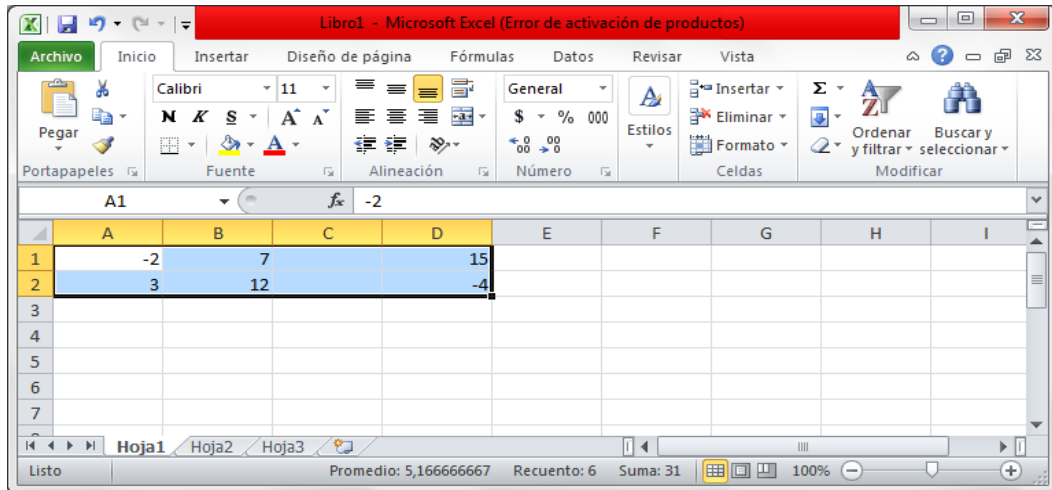 Libro1 - Microsoft Excel (Error de activación de productos)
Archivo Inicio Insertar Diseño de página Fórmulas Datos Revisar Vista
Pegar
Portapapeles
Calibri 11
N K S A A
A
Fuente
Alineación
General
$ % 000
Número
Estilos
Insertar
Eliminar
Formato
Celdas
Σ
Ordenar y filtrar
Buscar y seleccionar
Modificar
A1 fx -2
A B C D E F G H I
1 -2 7 15
2 3 12 -4
3
4
5
6
7
Hoja1 Hoja2 Hoja3
Listo Promedio: 5,166666667 Recuento: 6 Suma: 31 100%